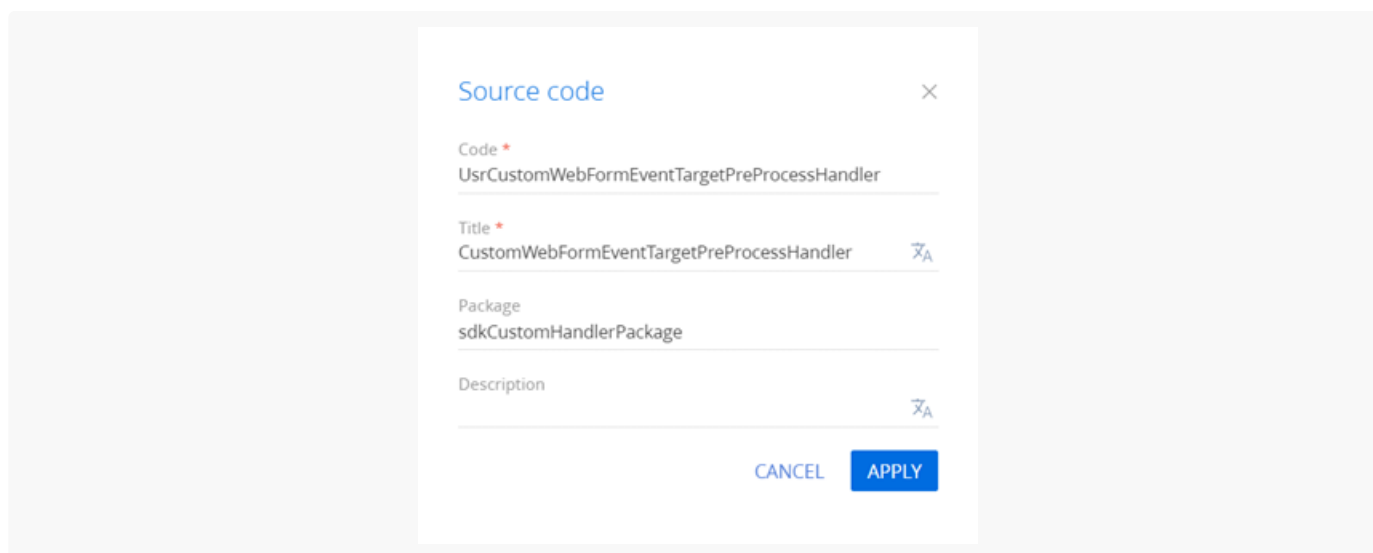 Source code
Code *
UsrCustomWebFormEventTargetPreProcessHandler
Title *
CustomWebFormEventTargetPreProcessHandler
Package
sdkCustomHandlerPackage
Description
CANCEL APPLY